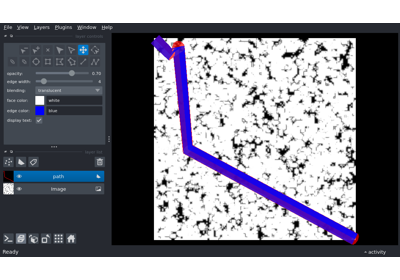 File View Layers Plugins Window Help
opacity: 0.70
edge width: 4
blending: translucent
face color: white
edge color: blue
display text:
path
Image
Ready activity